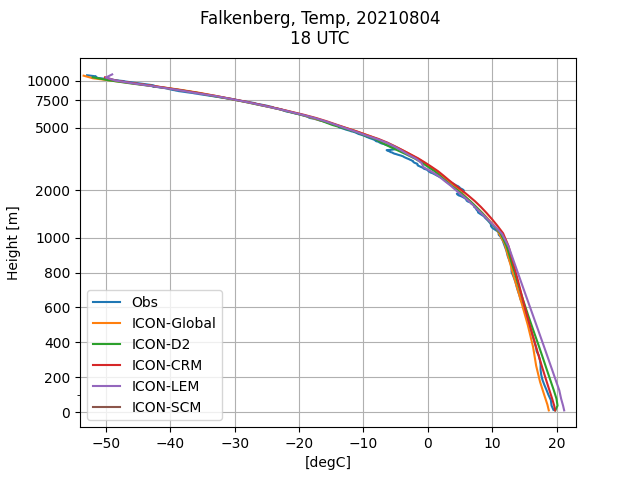 Falkenberg, Temp, 20210804
18 UTC
10000
7500
5000
2000
1000
800
600
400
200
0
Height [m]
Obs
ICON-Global
ICON-D2
ICON-CRM
ICON-LEM
ICON-SCM
−50 −40 −30 −20 −10 0 10 20
[degC]